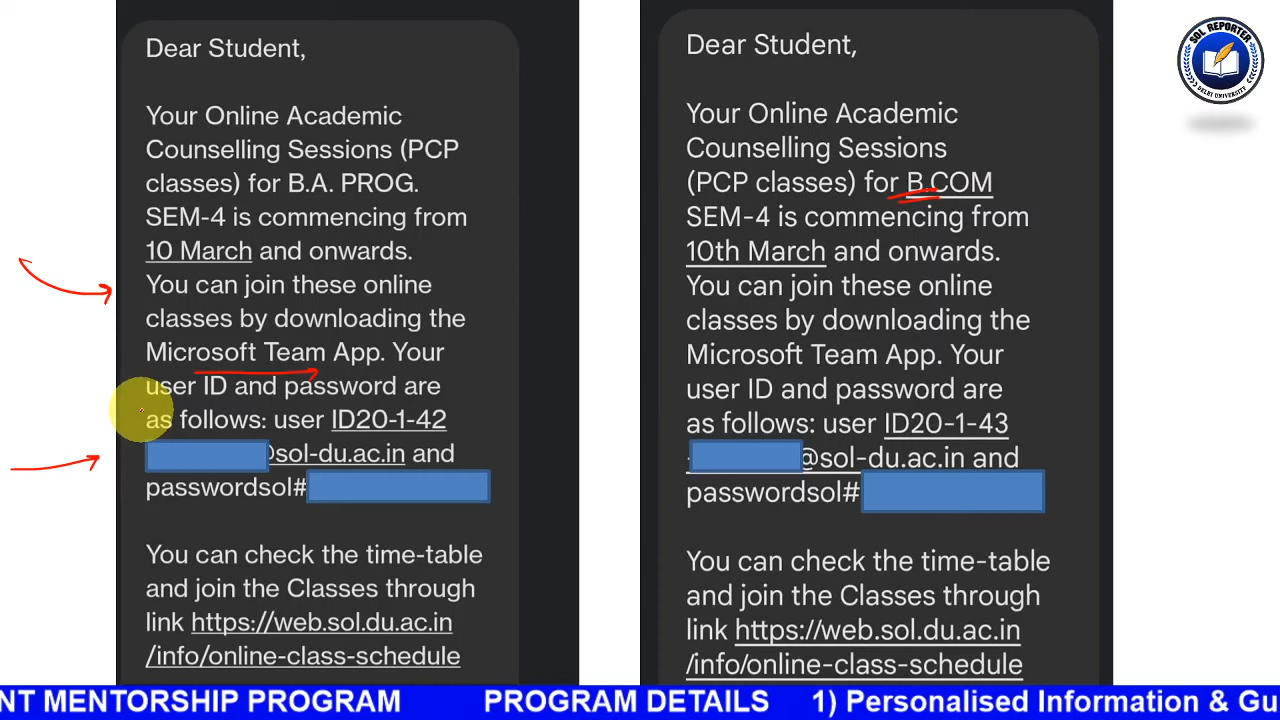 Dear Student,
Your Online Academic
Counselling Sessions (PCP
classes) for B.A. PROG.
SEM-4 is commencing from
10 March and onwards.
You can join these online
classes by downloading the
Microsoft Team App. Your
user ID and password are
as follows: user ID20-1-42
@sol-du.ac.in and
passwordsol#
You can check the time-table
and join the Classes through
link https://web.sol.du.ac.in
/info/online-class-schedule
Dear Student,
Your Online Academic
Counselling Sessions
(PCP classes) for B.COM
SEM-4 is commencing from
10th March and onwards.
You can join these online
classes by downloading the
Microsoft Team App. Your
user ID and password are
as follows: user ID20-1-43
-@sol-du.ac.in and
passwordsol#
You can check the time-table
and join the Classes through
link https://web.sol.du.ac.in
/info/online-class-schedule
SOL REPORTER
DELHI UNIVERSITY
NT MENTORSHIP PROGRAM PROGRAM DETAILS 1) Personalised Information & Gu